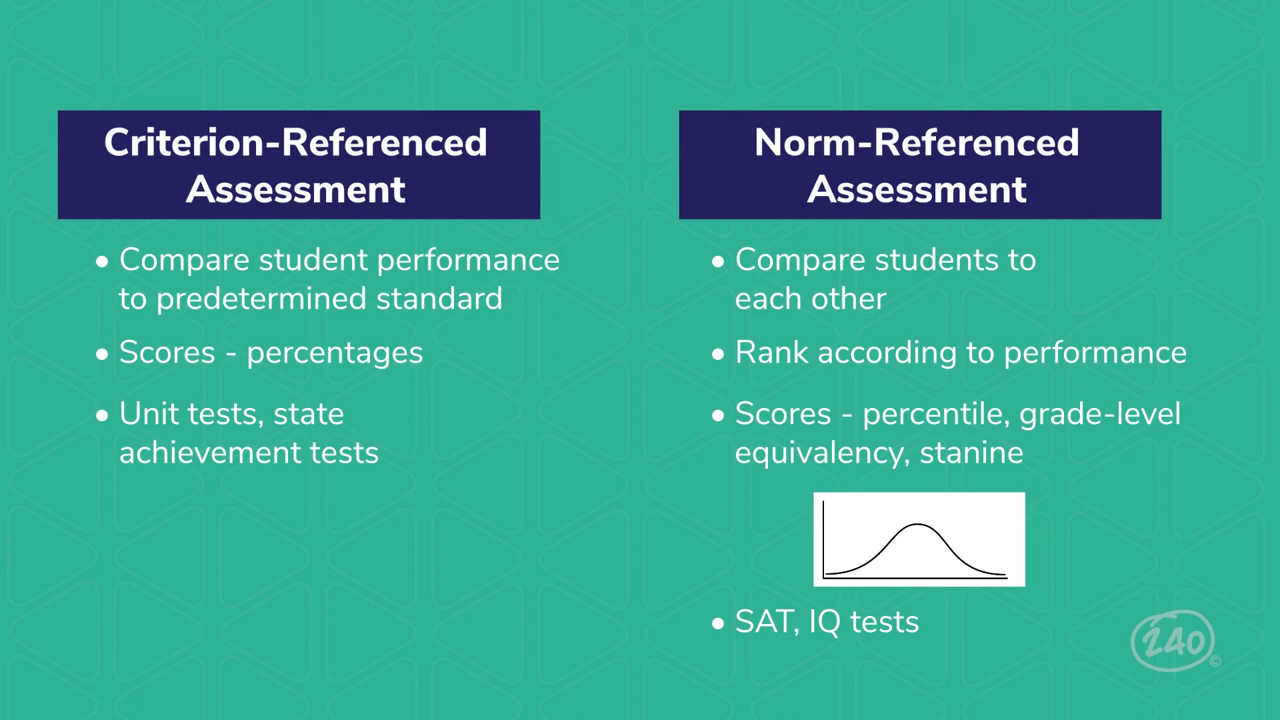 Criterion-Referenced
Assessment
• Compare student performance
to predetermined standard
• Scores - percentages
• Unit tests, state
achievement tests
Norm-Referenced
Assessment
• Compare students to
each other
• Rank according to performance
• Scores - percentile, grade-level
equivalency, stanine
• SAT, IQ tests
240
©